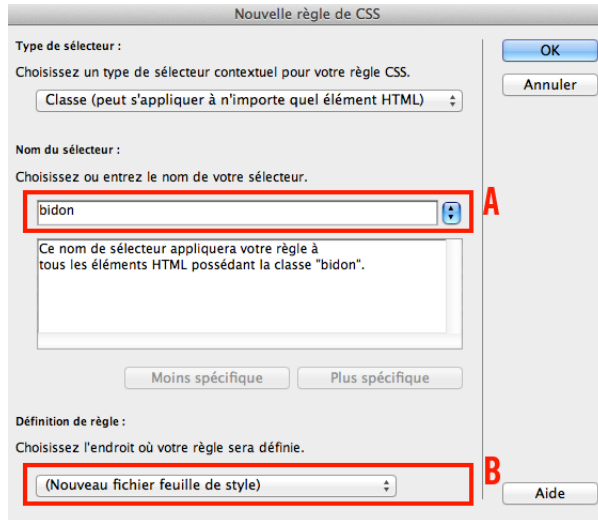 Nouvelle règle de CSS
Type de sélecteur :
OK
Choisissez un type de sélecteur contextuel pour votre règle CSS.
Annuler
Classe (peut s'appliquer à n'importe quel élément HTML)
Nom du sélecteur :
Choisissez ou entrez le nom de votre sélecteur.
bidon
A
Ce nom de sélecteur appliquera votre règle à
tous les éléments HTML possédant la classe "bidon".
Moins spécifique
Plus spécifique
Définition de règle :
Choisissez l'endroit où votre règle sera définie.
(Nouveau fichier feuille de style)
B
Aide